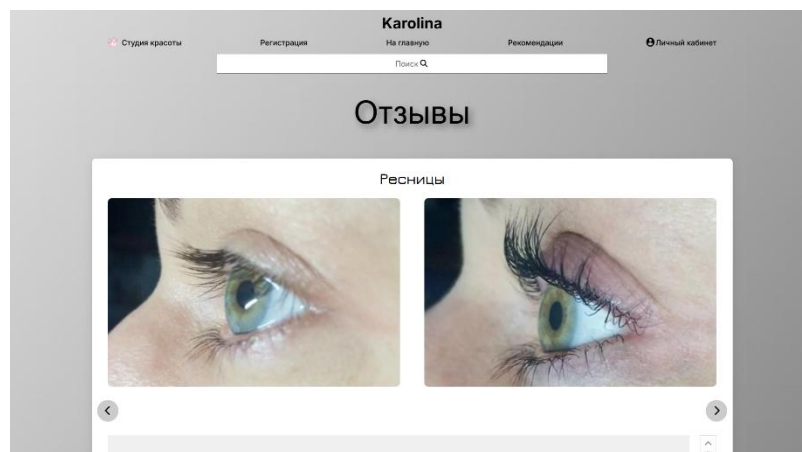 Karolina
Студия красоты Регистрация На главную Рекомендации Личный кабинет
Поиск
Отзывы
Ресницы